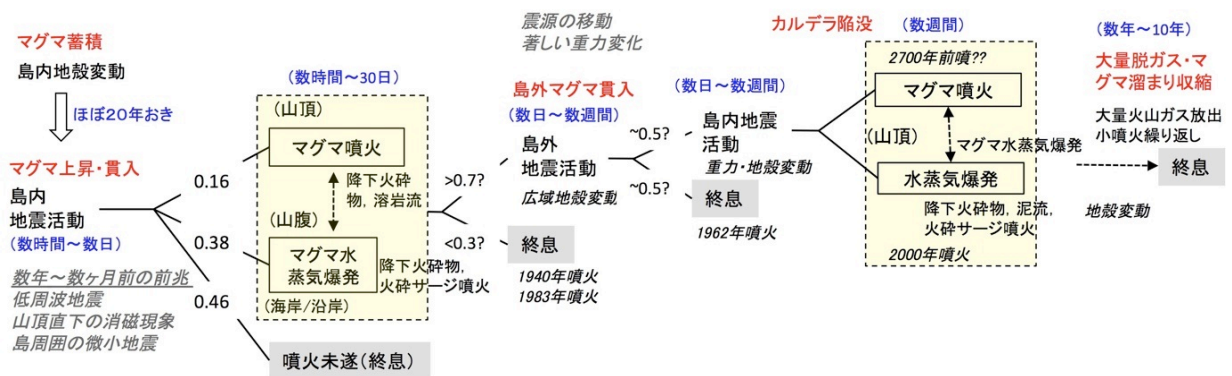 マグマ蓄積
島内地殻変動
ほぼ20年おき
マグマ上昇・貫入
島内
地震活動
(数時間～数日)
数年～数ヶ月前の前兆
低周波地震
山頂直下の消磁現象
島周囲の微小地震
0.16
0.38
0.46
(数時間～30日)
(山頂)
マグマ噴火
降下火砕
物, 溶岩流
(山腹)
マグマ水
蒸気爆発
降下火砕物,
火砕サージ噴火
(海岸/沿岸)
噴火未遂(終息)
>0.7?
<0.3?
震源の移動
著しい重力変化
島外マグマ貫入
(数日～数週間)
島外
地震活動
広域地殻変動
終息
1940年噴火
1983年噴火
~0.5?
~0.5?
(数日～数週間)
島内地震
活動
重力・地殻変動
終息
1962年噴火
カルデラ陥没
(数週間)
2700年前噴??
マグマ噴火
(山頂)
マグマ水蒸気爆発
水蒸気爆発
降下火砕物, 泥流,
火砕サージ噴火
2000年噴火
(数年～10年)
大量脱ガス・マ
グマ溜まり収縮
大量火山ガス放出
小噴火繰り返し
終息
地殻変動